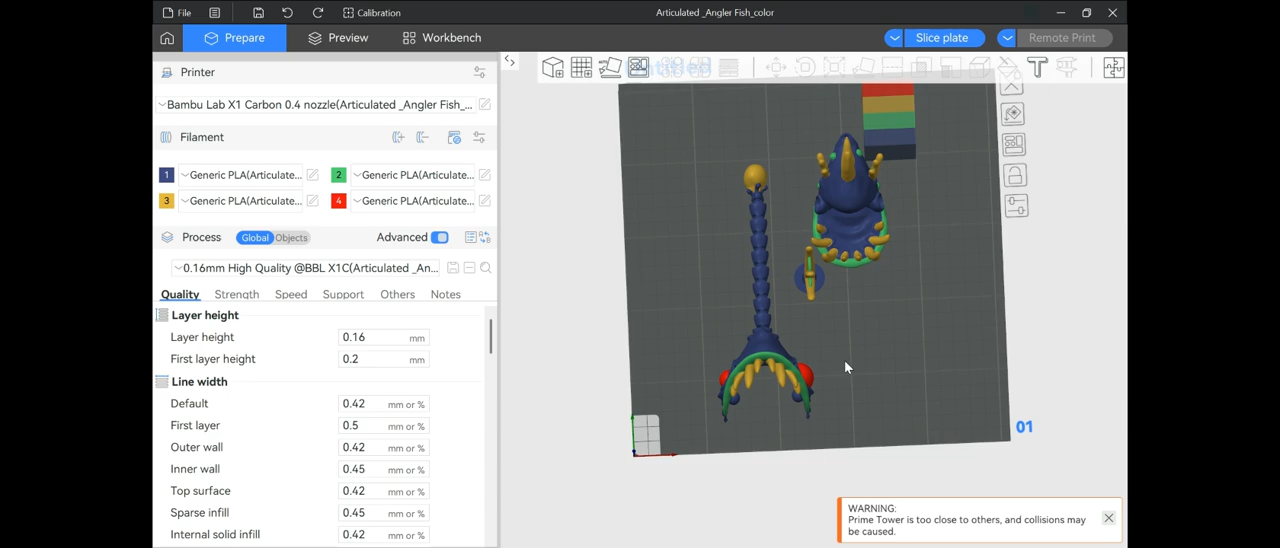 File
Calibration
Articulated _Angler Fish_color
Prepare
Preview
Workbench
Slice plate
Remote Print
Printer
Bambu Lab X1 Carbon 0.4 nozzle(Articulated _Angler Fish_...
Filament
1 Generic PLA(Articulate...
2 Generic PLA(Articulate...
3 Generic PLA(Articulate...
4 Generic PLA(Articulate...
Process
Global Objects
Advanced
0.16mm High Quality @BBL X1C(Articulated _An...
Quality Strength Speed Support Others Notes
Layer height
Layer height 0.16 mm
First layer height 0.2 mm
Line width
Default 0.42 mm or %
First layer 0.5 mm or %
Outer wall 0.42 mm or %
Inner wall 0.45 mm or %
Top surface 0.42 mm or %
Sparse infill 0.45 mm or %
Internal solid infill 0.42 mm or %
Untitled
01
WARNING:
Prime Tower is too close to others, and collisions may
be caused.